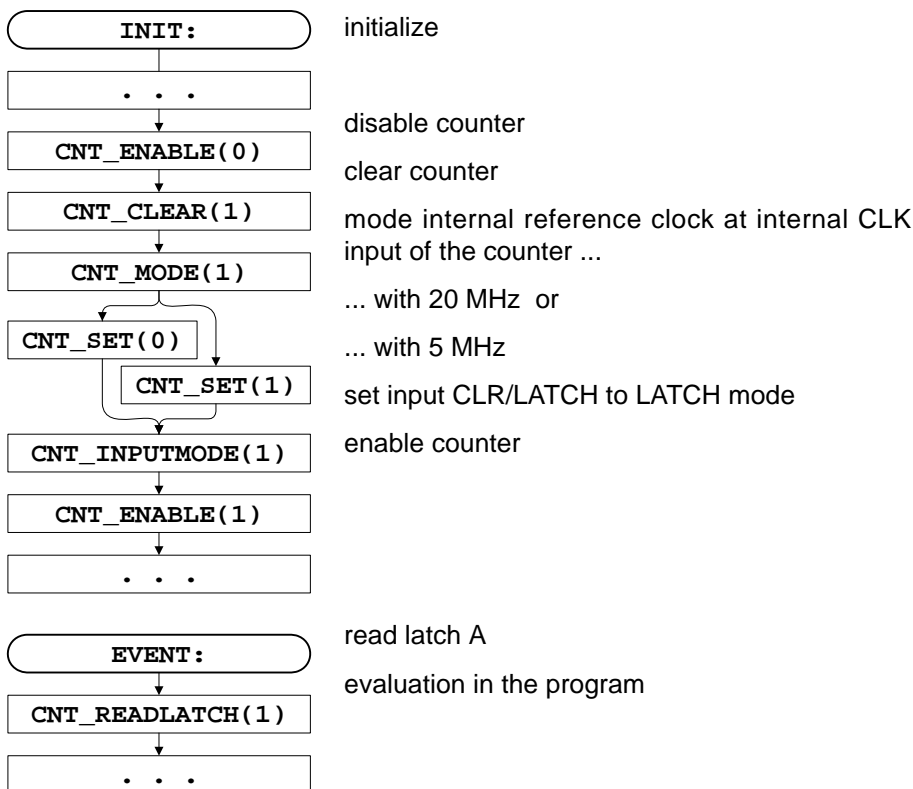 INIT:
initialize
. . .
disable counter
CNT_ENABLE(0)
clear counter
CNT_CLEAR(1)
mode internal reference clock at internal CLK
input of the counter ...
CNT_MODE(1)
... with 20 MHz or
CNT_SET(0)
... with 5 MHz
CNT_SET(1)
set input CLR/LATCH to LATCH mode
enable counter
CNT_INPUTMODE(1)
CNT_ENABLE(1)
. . .
read latch A
EVENT:
evaluation in the program
CNT_READLATCH(1)
. . .